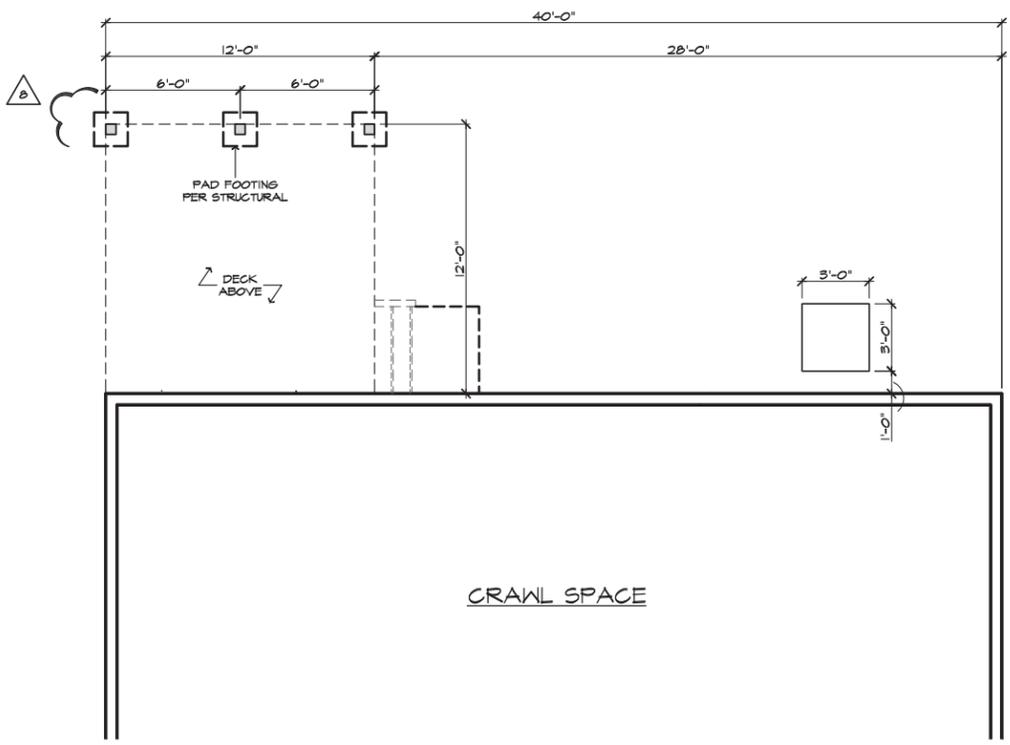 40'-0"
12'-0"
28'-0"
6'-0"
6'-0"
8
PAD FOOTING
PER STRUCTURAL
12'-0"
DECK
ABOVE
3'-0"
3'-0"
1'-0"
CRAWL SPACE